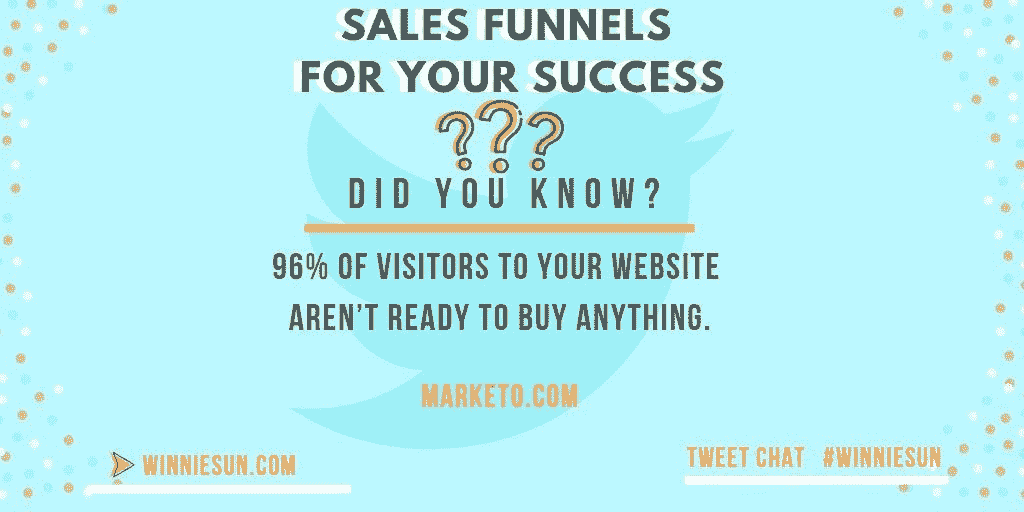 SALES FUNNELS
FOR YOUR SUCCESS
???
DID YOU KNOW?
96% OF VISITORS TO YOUR WEBSITE
AREN'T READY TO BUY ANYTHING.
MARKETO.COM
WINNIESUN.COM
TWEET CHAT #WINNIESUN